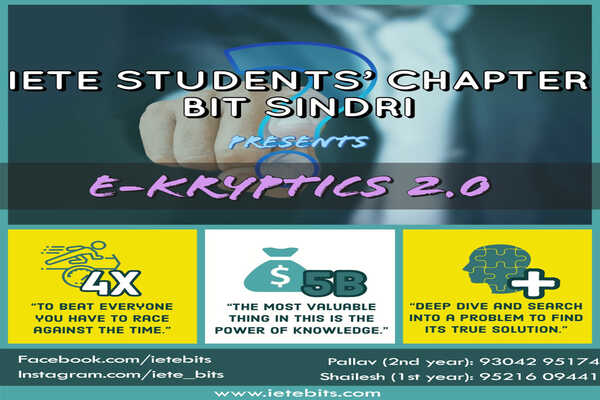 IETE STUDENTS' CHAPTER
BIT SINDRI
PRESENTS
E-KRYPTICS 2.0
4X
"TO BEAT EVERYONE
YOU HAVE TO RACE
AGAINST THE TIME."
$5B
"THE MOST VALUABLE
THING IN THIS IS THE
POWER OF KNOWLEDGE."
+
"DEEP DIVE AND SEARCH
INTO A PROBLEM TO FIND
ITS TRUE SOLUTION."
Facebook.com/ietebits
Instagram.com/iete_bits
Pallav (2nd year): 93042 95174
Shailesh (1st year): 95216 09441
www.ietebits.com